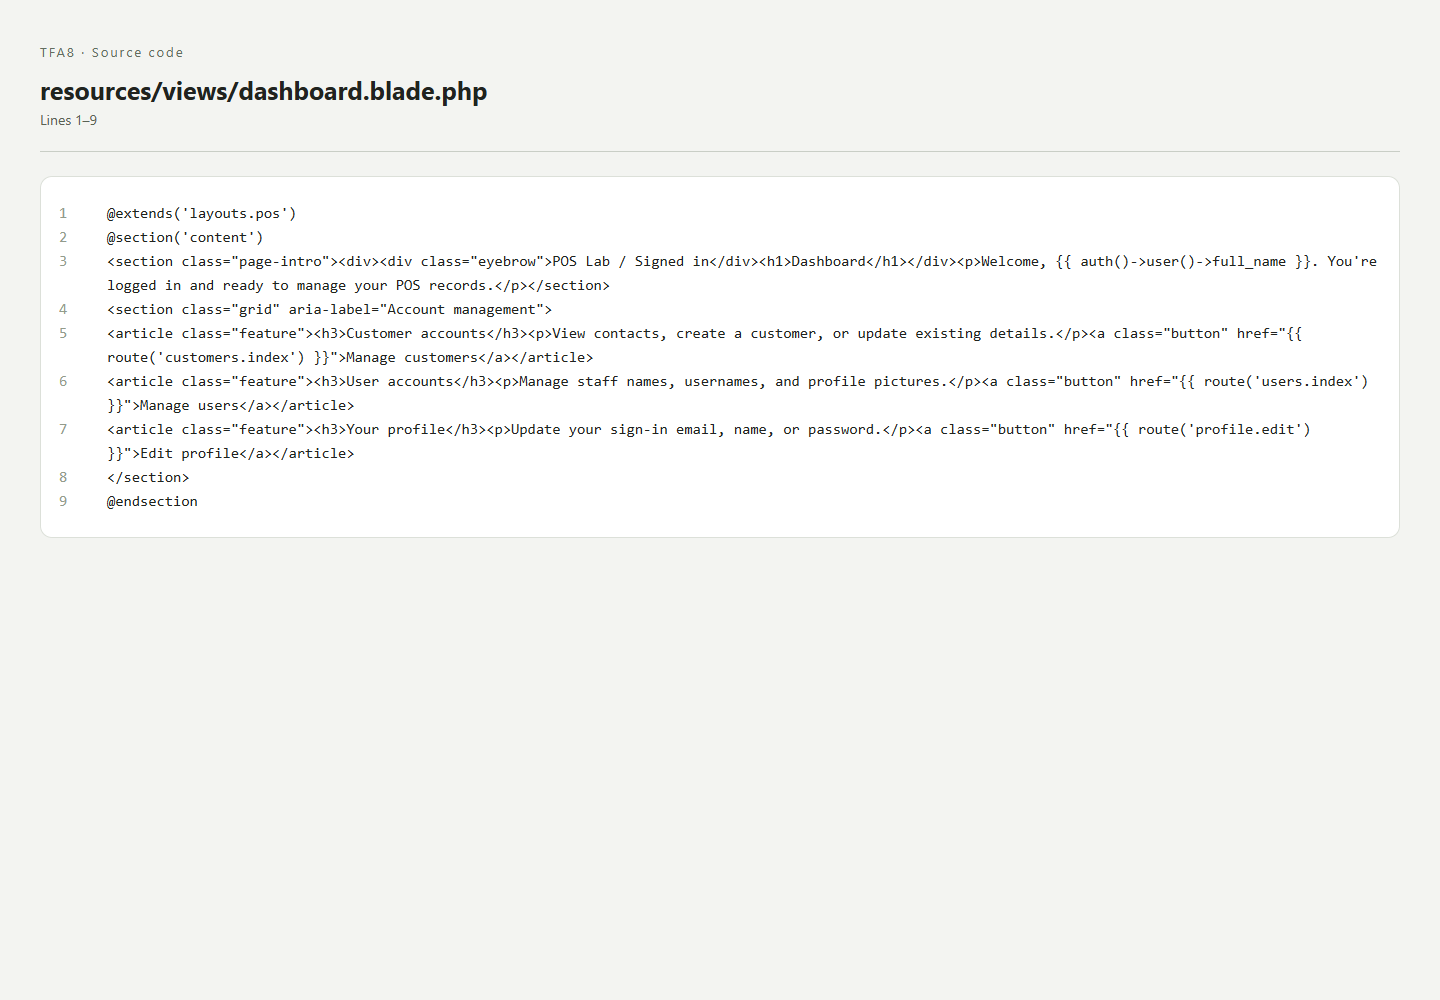 TFA8 · Source code
resources/views/dashboard.blade.php
Lines 1–9
1 @extends('layouts.pos')
2 @section('content')
3 <section class="page-intro"><div><div class="eyebrow">POS Lab / Signed in</div><h1>Dashboard</h1></div><p>Welcome, {{ auth()->user()->full_name }}. You're
logged in and ready to manage your POS records.</p></section>
4 <section class="grid" aria-label="Account management">
5 <article class="feature"><h3>Customer accounts</h3><p>View contacts, create a customer, or update existing details.</p><a class="button" href="{{
route('customers.index') }}">Manage customers</a></article>
6 <article class="feature"><h3>User accounts</h3><p>Manage staff names, usernames, and profile pictures.</p><a class="button" href="{{ route('users.index')
}}">Manage users</a></article>
7 <article class="feature"><h3>Your profile</h3><p>Update your sign-in email, name, or password.</p><a class="button" href="{{ route('profile.edit')
}}">Edit profile</a></article>
8 </section>
9 @endsection